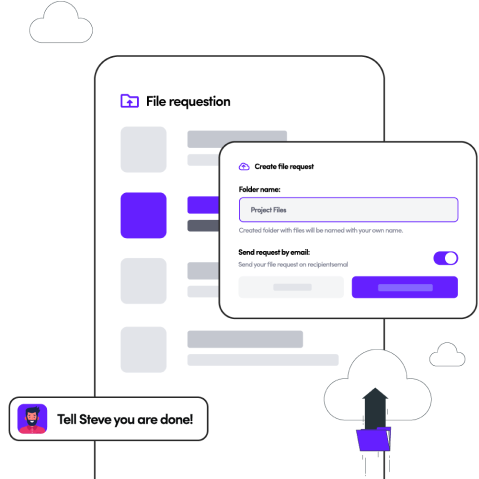 File requestion
Create file request
Folder name:
Project Files
Created folder with files will be named with your own name.
Send request by email:
Send your file request on recipientsemal
Tell Steve you are done!